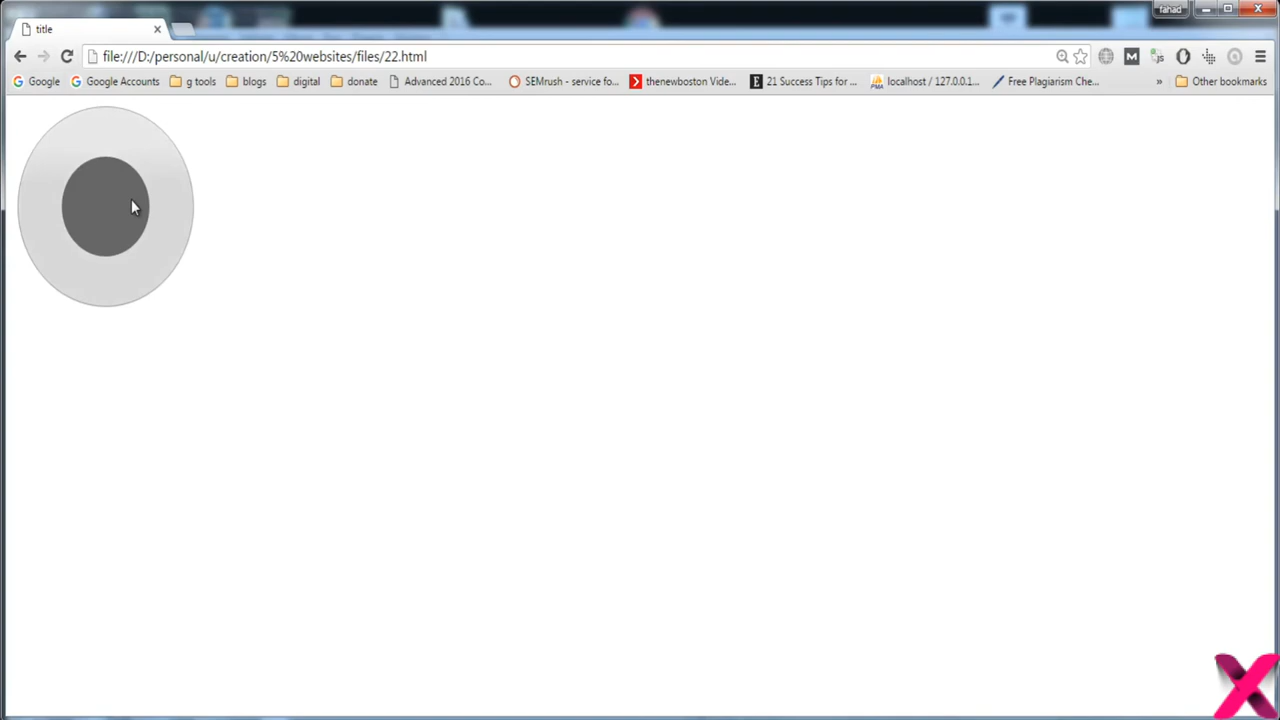 fahad
title
file:///D:/personal/u/creation/5%20websites/files/22.html
Google Google Accounts g tools blogs digital donate Advanced 2016 Co... SEMrush - service fo... thenewboston Vide... 21 Success Tips for ... localhost / 127.0.0.1... Free Plagiarism Che... » Other bookmarks